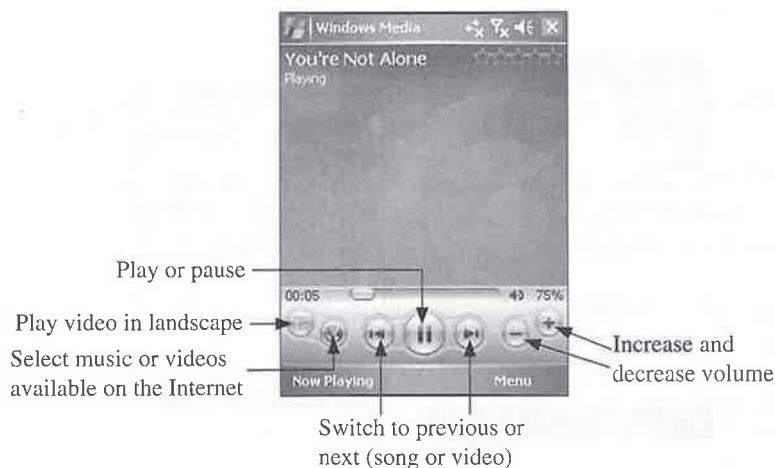 Windows Media
You're Not Alone
Playing
Play or pause
00:05
75%
Play video in landscape
Select music or videos
available on the Internet
Increase and
decrease volume
Now Playing
Menu
Switch to previous or
next (song or video)